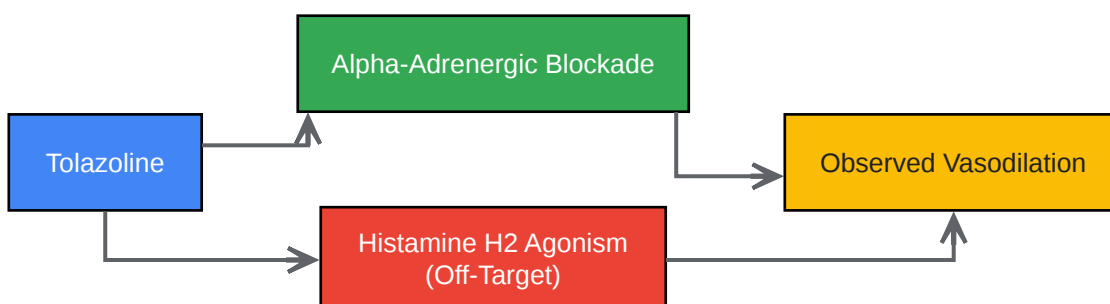 Alpha-Adrenergic Blockade
Tolazoline
Observed Vasodilation
Histamine H2 Agonism
(Off-Target)